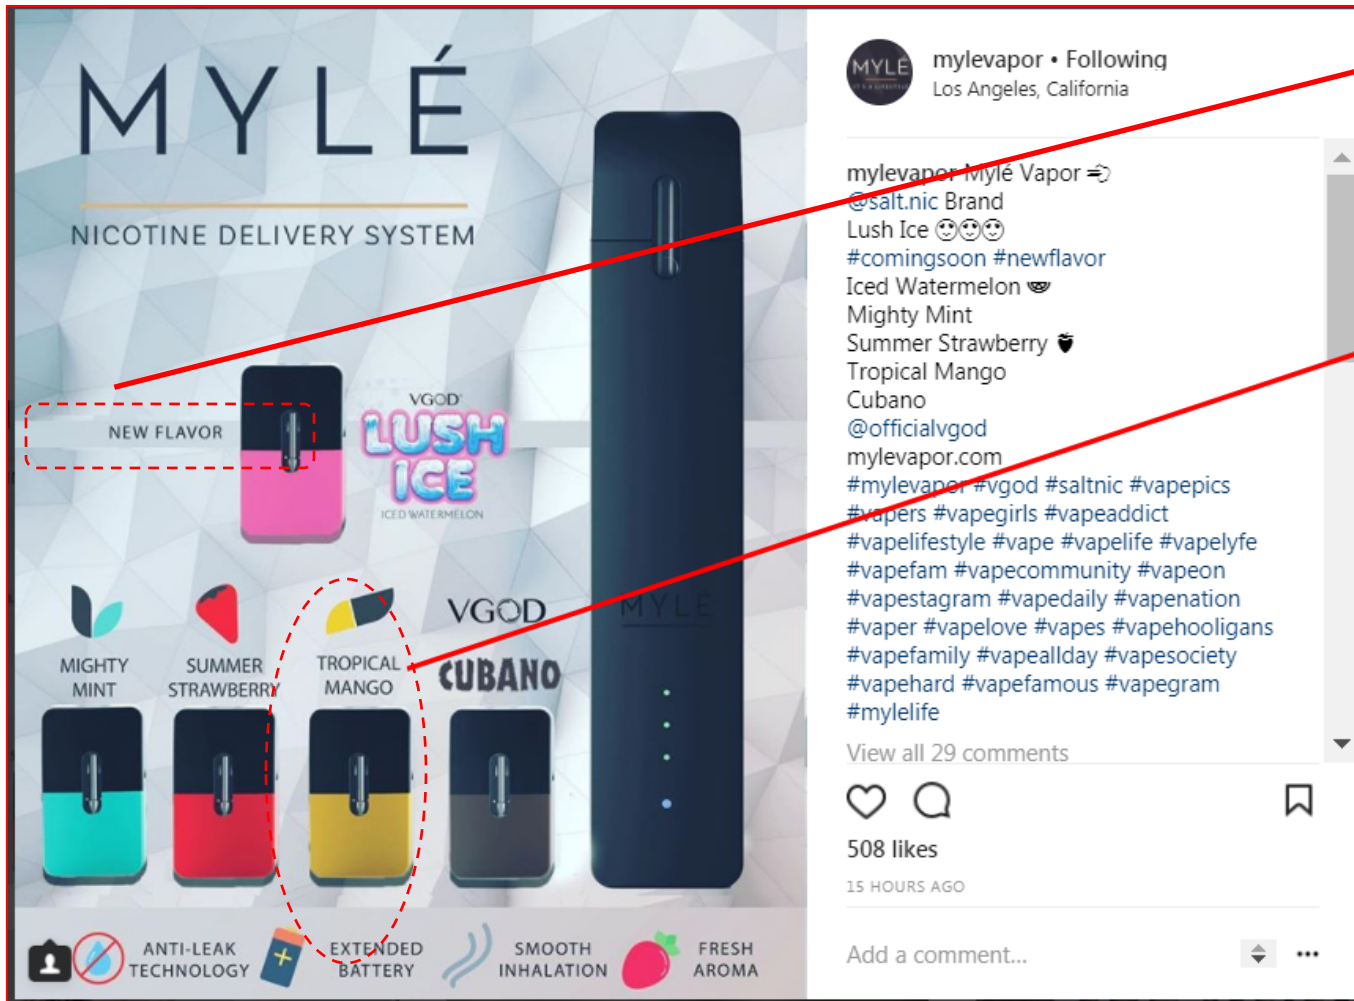 MYLÉ
NICOTINE DELIVERY SYSTEM
NEW FLAVOR
VGOD
LUSH
ICE
ICED WATERMELON
MIGHTY
MINT
SUMMER
STRAWBERRY
TROPICAL
MANGO
VGOD
CUBANO
MYLÉ
ANTI-LEAK
TECHNOLOGY
EXTENDED
BATTERY
SMOOTH
INHALATION
FRESH
AROMA
MYLÉ
mylevapor • Following
Los Angeles, California
mylevapor Mylé Vapor
@salt.nic Brand
Lush Ice
#comingsoon #newflavor
Iced Watermelon
Mighty Mint
Summer Strawberry
Tropical Mango
Cubano
@officialvgod
mylevapor.com
#mylevapor #vgod #saltnic #vapepics
#vapers #vapegirls #vapeaddict
#vapelifestyle #vape #vapelife #vapelyfe
#vapefam #vapecommunity #vapeon
#vapestagram #vapedaily #vapenation
#vaper #vapelove #vapes #vapehooligans
#vapefamily #vapeallday #vapesociety
#vapehard #vapefamous #vapegram
#mylelife
View all 29 comments
508 likes
15 HOURS AGO
Add a comment...